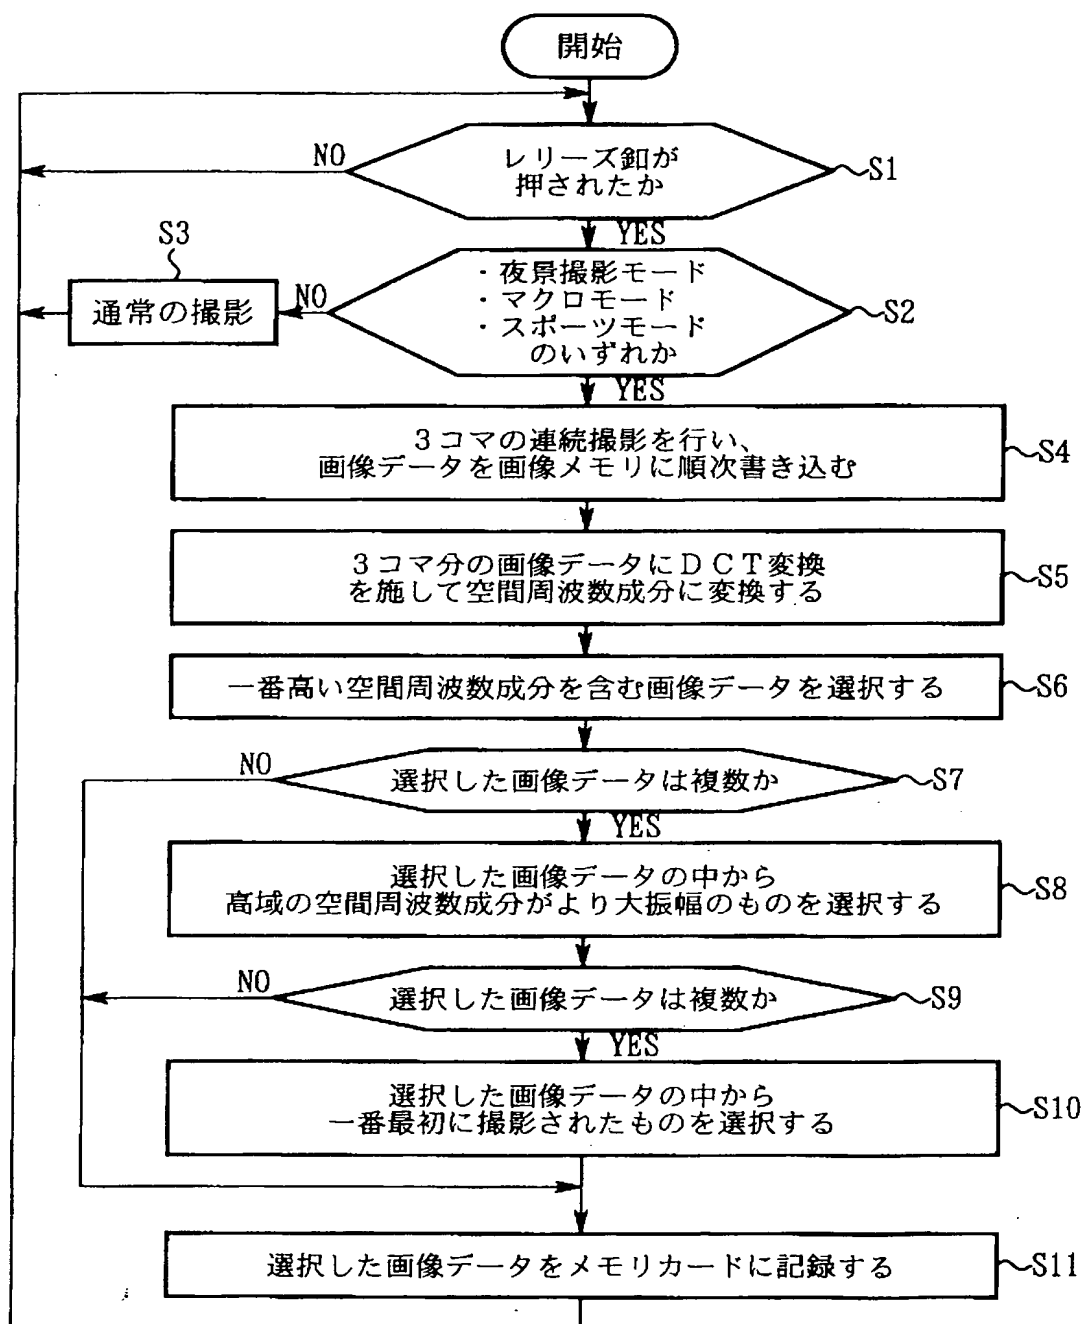 開始
レリーズ釦が
押されたか
NO
S1
YES
S3
・夜景撮影モード
・マクロモード
・スポーツモード
のいずれか
通常の撮影
NO
S2
YES
3コマの連続撮影を行い、
画像データを画像メモリに順次書き込む
S4
3コマ分の画像データにDCT変換
を施して空間周波数成分に変換する
S5
一番高い空間周波数成分を含む画像データを選択する
S6
NO
選択した画像データは複数か
S7
YES
選択した画像データの中から
高域の空間周波数成分がより大振幅のものを選択する
S8
NO
選択した画像データは複数か
S9
YES
選択した画像データの中から
一番最初に撮影されたものを選択する
S10
選択した画像データをメモリカードに記録する
S11